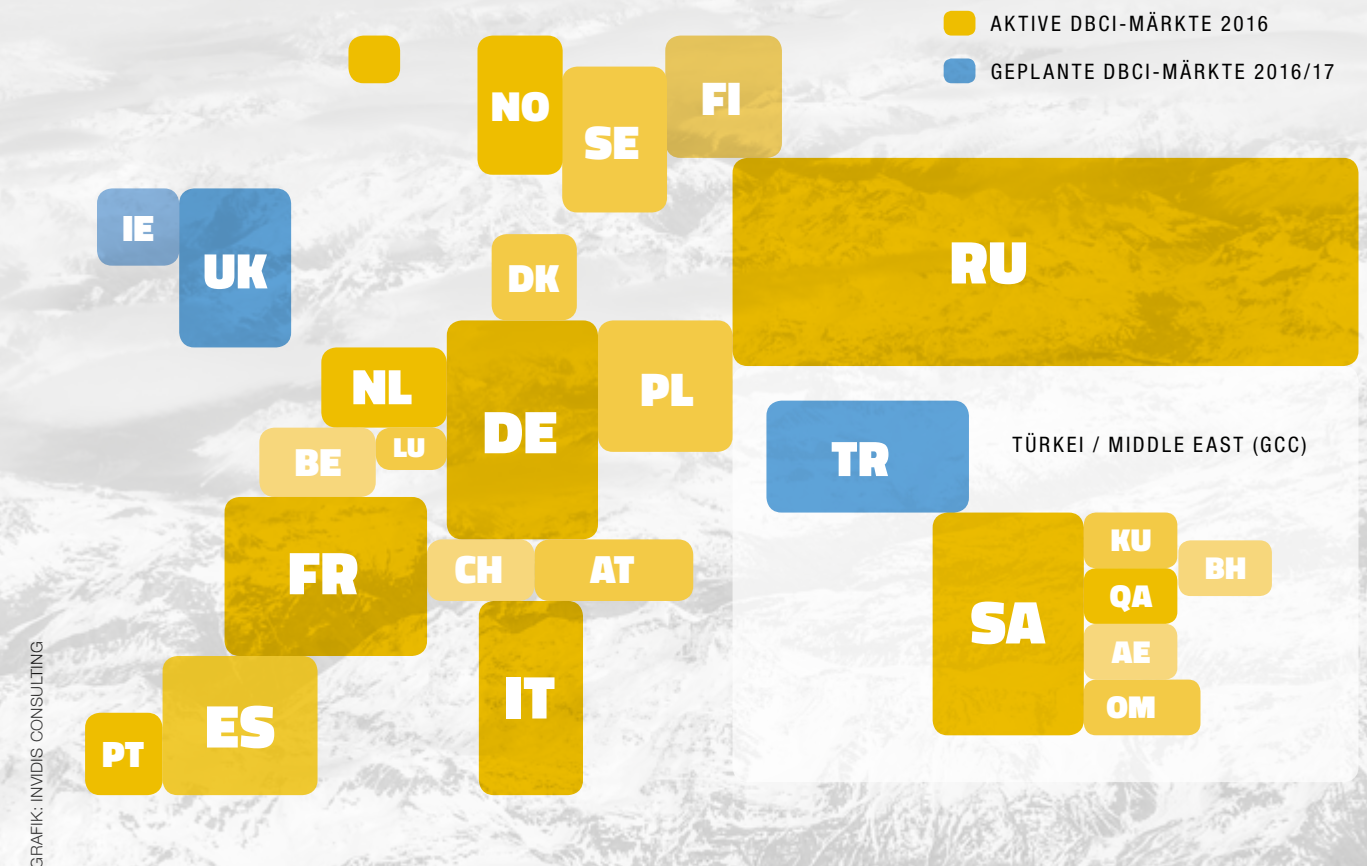 AKTIVE DBCI-MÄRKTE 2016
GEPLANTE DBCI-MÄRKTE 2016/17
NO
SE
FI
IE
UK
RU
DK
NL
DE
PL
BE
LU
TR
TÜRKEI / MIDDLE EAST (GCC)
FR
CH
AT
KU
BH
QA
SA
AE
OM
IT
ES
PT
GRAFIK: INVIDIS CONSULTING